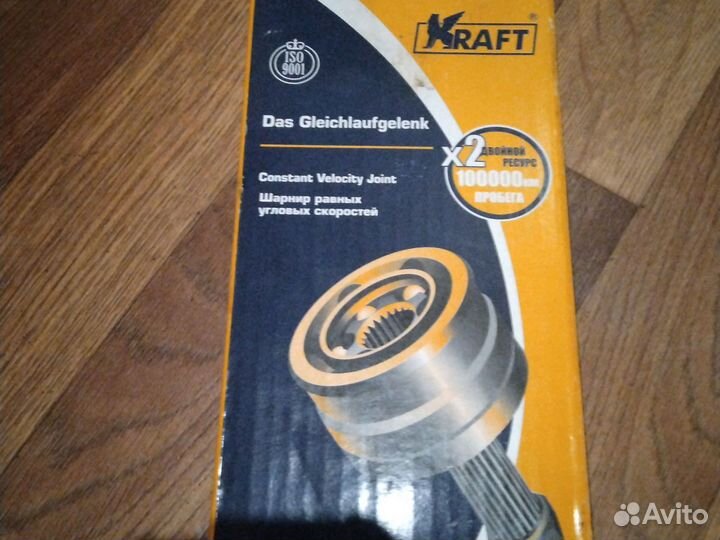 KRAFT
®
ISO
9001
Das Gleichlaufgelenk
x2
ДВОЙНОЙ
РЕСУРС
100000км
ПРОБЕГА
Constant Velocity Joint
Шарнир равных
угловых скоростей
Avito